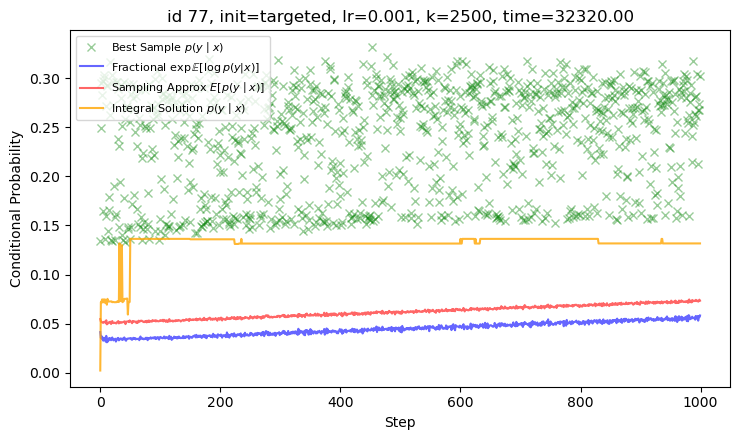 id 77, init=targeted, lr=0.001, k=2500, time=32320.00
Best Sample p(y | x)
Fractional exp𝔼[log p(y|x)]
Sampling Approx E[p(y | x)]
Integral Solution p(y | x)
Conditional Probability
0.30
0.25
0.20
0.15
0.10
0.05
0.00
0 200 400 600 800 1000
Step